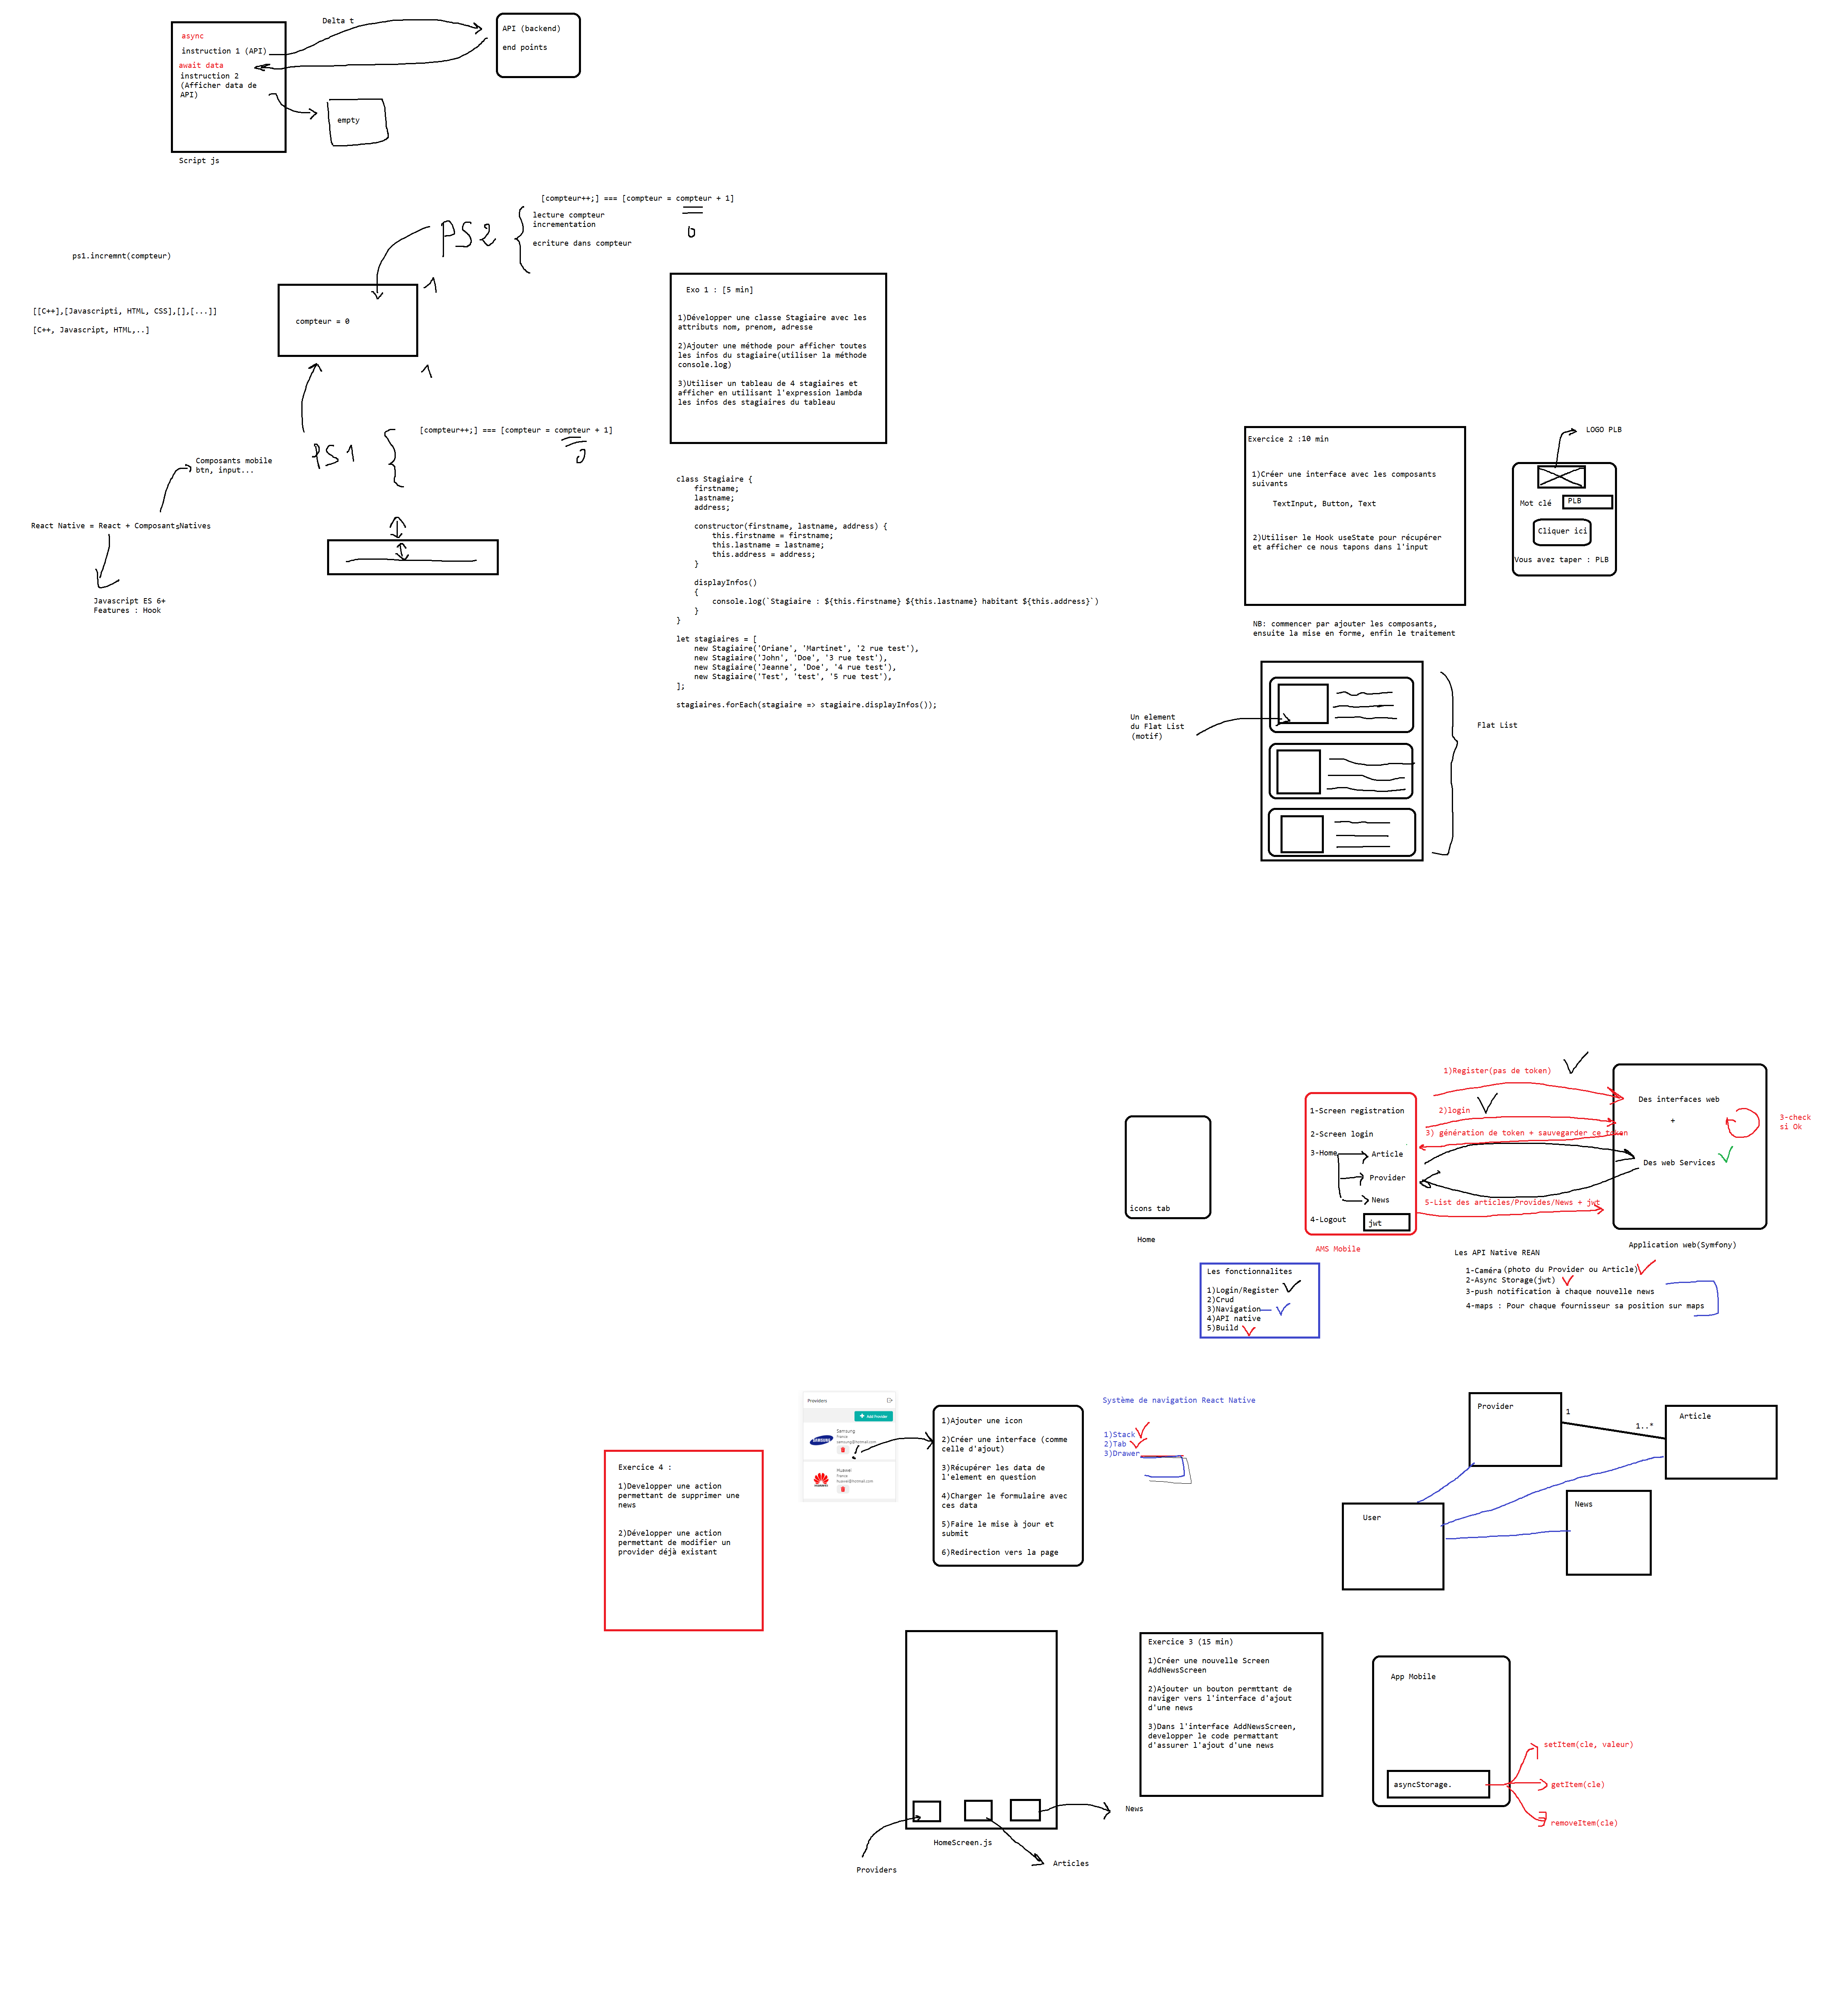 Delta t
async
instruction 1 (API)
await data
instruction 2
(Afficher data de
API)
Script js
API (backend)
end points
empty
[compteur++;] === [compteur = compteur + 1]
0
PS2
lecture compteur
incrementation
ecriture dans compteur
ps1.incremnt(compteur)
1
[[C++],[Javascripti, HTML, CSS],[],[...]]
[C++, Javascript, HTML,..]
compteur = 0
1
[compteur++;] === [compteur = compteur + 1]
0
PS1
Composants mobile
btn, input...
React Native = React + ComposantsNatives
Javascript ES 6+
Features : Hook
Exo 1 : [5 min]
1)Développer une classe Stagiaire avec les
attributs nom, prenom, adresse
2)Ajouter une méthode pour afficher toutes
les infos du stagiaire(utiliser la méthode
console.log)
3)Utiliser un tableau de 4 stagiaires et
afficher en utilisant l'expression lambda
les infos des stagiaires du tableau
class Stagiaire {
firstname;
lastname;
address;
constructor(firstname, lastname, address) {
this.firstname = firstname;
this.lastname = lastname;
this.address = address;
}
displayInfos()
{
console.log(`Stagiaire : ${this.firstname} ${this.lastname} habitant ${this.address}`)
}
}
let stagiaires = [
new Stagiaire('Oriane', 'Martinet', '2 rue test'),
new Stagiaire('John', 'Doe', '3 rue test'),
new Stagiaire('Jeanne', 'Doe', '4 rue test'),
new Stagiaire('Test', 'test', '5 rue test'),
];
stagiaires.forEach(stagiaire => stagiaire.displayInfos());
Exercice 2 :10 min
1)Créer une interface avec les composants
suivants
TextInput, Button, Text
2)Utiliser le Hook useState pour récupérer
et afficher ce nous tapons dans l'input
NB: commencer par ajouter les composants,
ensuite la mise en forme, enfin le traitement
LOGO PLB
Mot clé
PLB
Cliquer ici
Vous avez taper : PLB
Un element
du Flat List
(motif)
Flat List
icons tab
Home
1-Screen registration
2-Screen login
3-Home
Article
Provider
News
4-Logout
jwt
AMS Mobile
1)Register(pas de token)
2)login
3) génération de token + sauvegarder ce token
5-List des articles/Provides/News + jwt
Des interfaces web
+
Des web Services
3-check
si Ok
Application web(Symfony)
Les fonctionnalites
1)Login/Register
2)Crud
3)Navigation
4)API native
5)Build
Les API Native REAN
1-Caméra (photo du Provider ou Article)
2-Async Storage(jwt)
3-push notification à chaque nouvelle news
4-maps : Pour chaque fournisseur sa position sur maps
Exercice 4 :
1)Developper une action
permettant de supprimer une
news
2)Développer une action
permettant de modifier un
provider déjà existant
Providers
Add Provider
Samsung
France
samsung@hotmail.com
SAMSUNG
Huawei
France
huawei@hotmail.com
HUAWEI
1)Ajouter une icon
2)Créer une interface (comme
celle d'ajout)
3)Récupérer les data de
l'element en question
4)Charger le formulaire avec
ces data
5)Faire le mise à jour et
submit
6)Redirection vers la page
Système de navigation React Native
1)Stack
2)Tab
3)Drawer
Provider
1
1..*
Article
User
News
HomeScreen.js
Providers
Articles
News
Exercice 3 (15 min)
1)Créer une nouvelle Screen
AddNewsScreen
2)Ajouter un bouton permttant de
naviger vers l'interface d'ajout
d'une news
3)Dans l'interface AddNewsScreen,
developper le code permattant
d'assurer l'ajout d'une news
App Mobile
asyncStorage.
setItem(cle, valeur)
getItem(cle)
removeItem(cle)